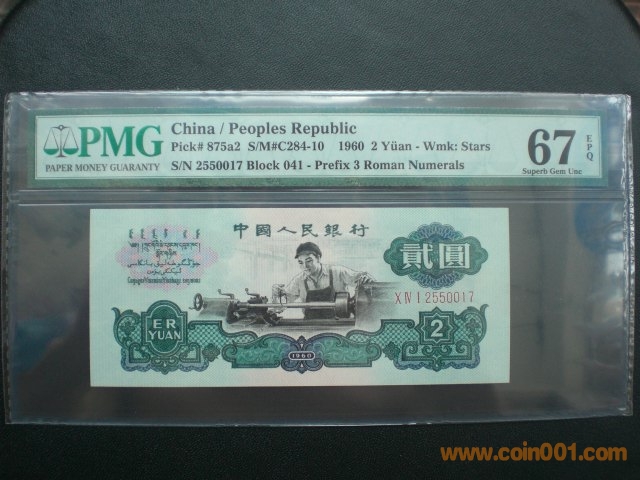 PMG
PAPER MONEY GUARANTY
China / Peoples Republic
Pick# 875a2 S/M#C284-10 1960 2 Yüan - Wmk: Stars
S/N 2550017 Block 041 - Prefix 3 Roman Numerals
67
EPQ
Superb Gem Unc
中國人民銀行
貳圓
X IV I 2550017
ER
YUAN
1960
2
www.coin001.com